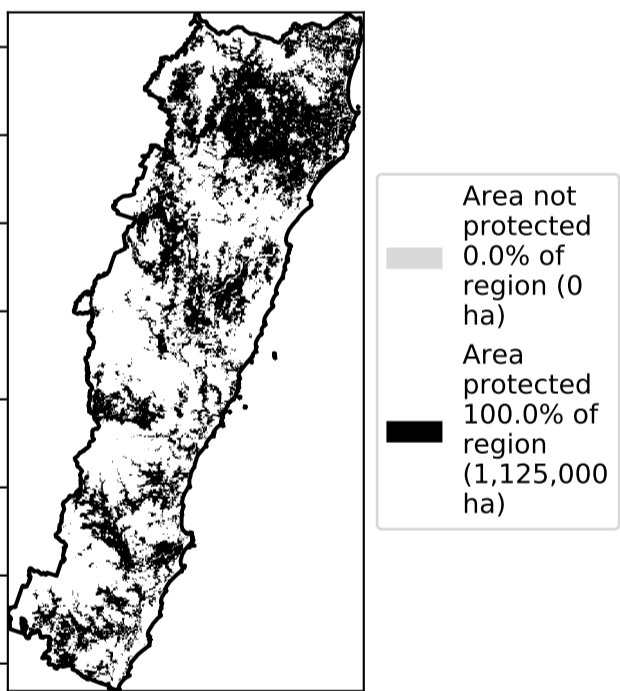 Area not
protected
0.0% of
region (0
ha)
Area
protected
100.0% of
region
(1,125,000
ha)